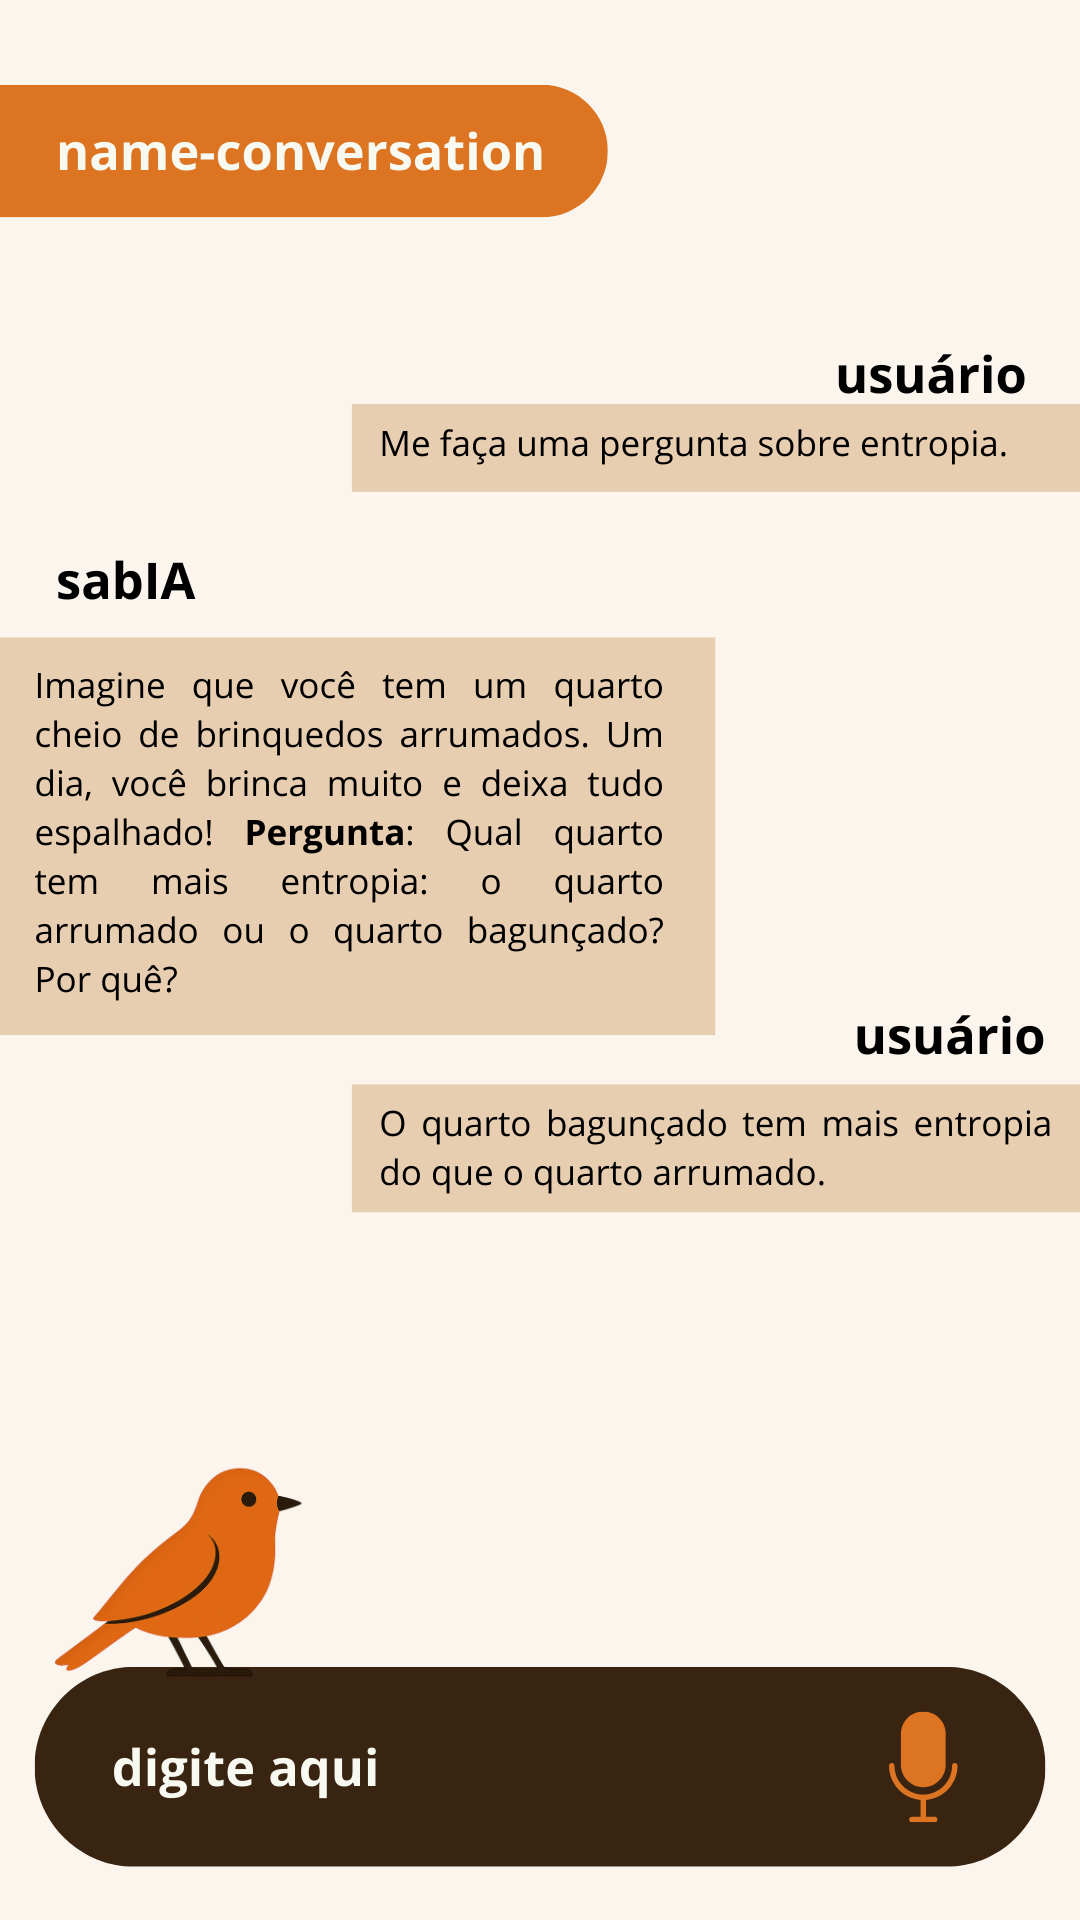 name-conversation
usuário
Me faça uma pergunta sobre entropia.
sabIA
Imagine que você tem um quarto
cheio de brinquedos arrumados. Um
dia, você brinca muito e deixa tudo
espalhado! Pergunta: Qual quarto
tem mais entropia: o quarto
arrumado ou o quarto bagunçado?
Por quê?
usuário
O quarto bagunçado tem mais entropia
do que o quarto arrumado.
digite aqui